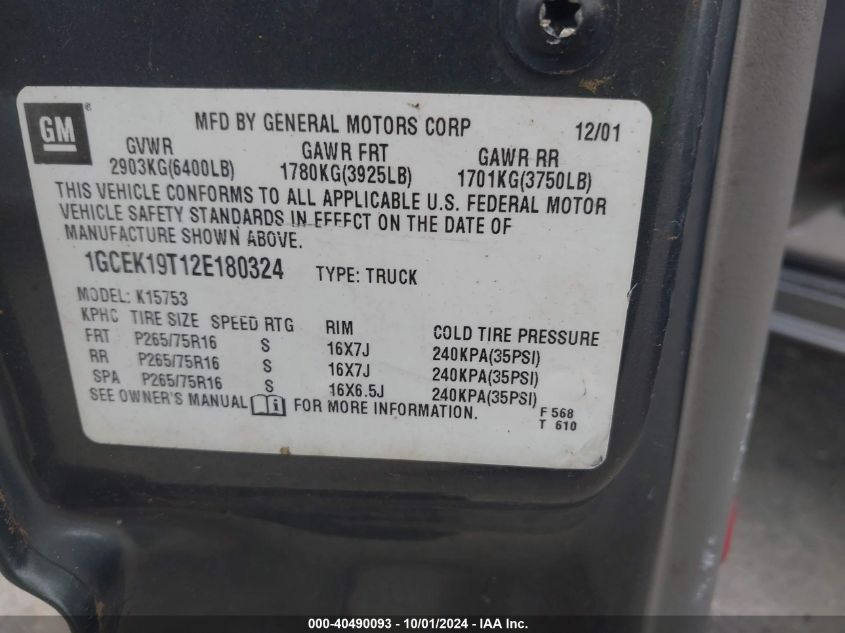 GM ®
MFD BY GENERAL MOTORS CORP 12/01
GVWR GAWR FRT GAWR RR
2903KG(6400LB) 1780KG(3925LB) 1701KG(3750LB)
THIS VEHICLE CONFORMS TO ALL APPLICABLE U.S. FEDERAL MOTOR
VEHICLE SAFETY STANDARDS IN EFFECT ON THE DATE OF
MANUFACTURE SHOWN ABOVE.
1GCEK19T12E180324 TYPE: TRUCK
MODEL: K15753
KPHC TIRE SIZE SPEED RTG RIM COLD TIRE PRESSURE
FRT P265/75R16 S 16X7J 240KPA(35PSI)
RR P265/75R16 S 16X7J 240KPA(35PSI)
SPA P265/75R16 S 16X6.5J 240KPA(35PSI)
SEE OWNER'S MANUAL i FOR MORE INFORMATION.
F 568
T 610
000-40490093 - 10/01/2024 - IAA Inc.